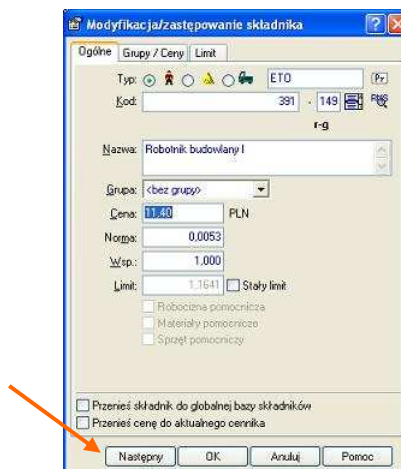 Modyfikacja/zastępowanie składnika
Ogólne Grupy / Ceny Limit
Typ: ETO Pr
Kod: 391 - 149 RMS
r-g
Nazwa: Robotnik budowlany I
Grupa: <bez grupy>
Cena: 11,40 PLN
Norma: 0,0053
Wsp.: 1,000
Limit: 1,1641 Stały limit
Robocizna pomocnicza
Materiały pomocnicze
Sprzęt pomocniczy
Przenieś składnik do globalnej bazy składników
Przenieś cenę do aktualnego cennika
Następny OK Anuluj Pomoc